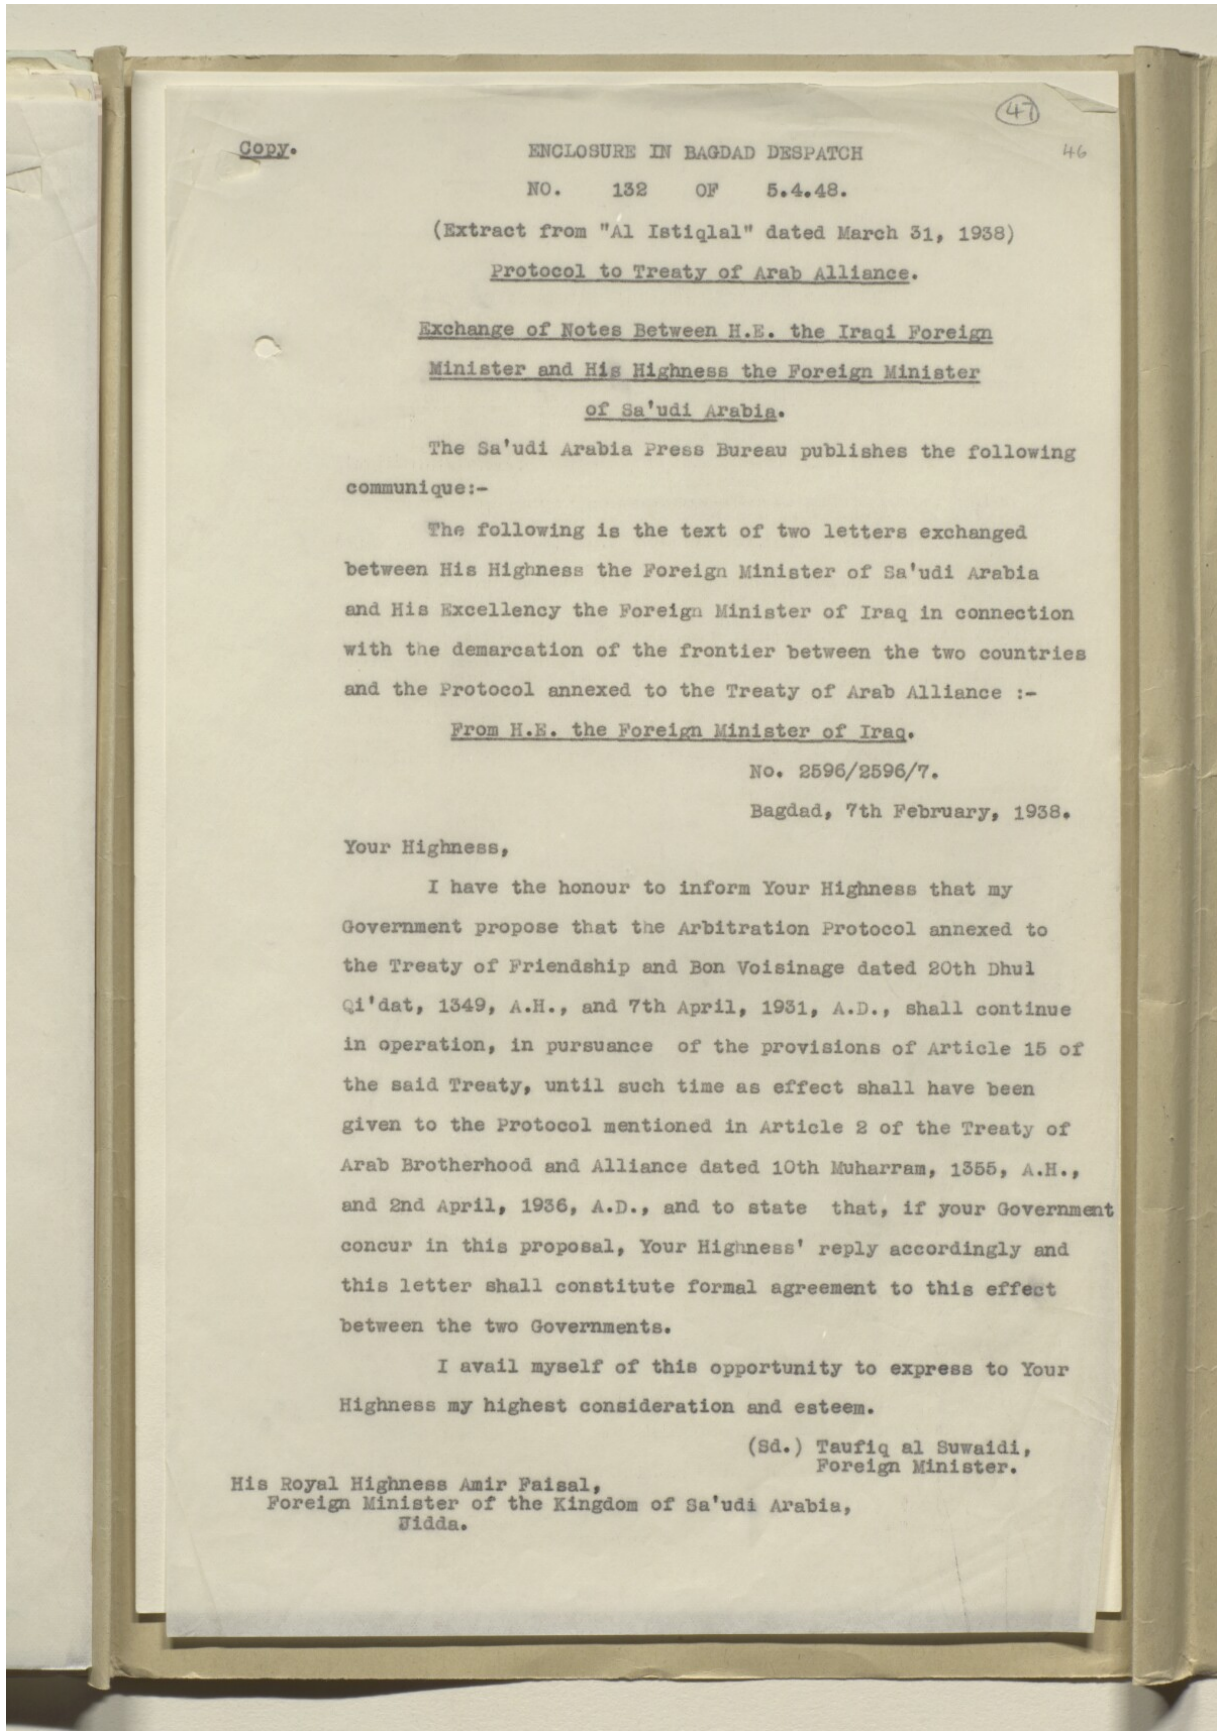 47
Copy.
ENCLOSURE IN BAGDAD DESPATCH
46
NO. 132 OF 5.4.48.
(Extract from "Al Istiqlal" dated March 31, 1938)
Protocol to Treaty of Arab Alliance.
Exchange of Notes Between H.E. the Iraqi Foreign
Minister and His Highness the Foreign Minister
of Sa'udi Arabia.
The Sa'udi Arabia Press Bureau publishes the following
communique:-
The following is the text of two letters exchanged
between His Highness the Foreign Minister of Sa'udi Arabia
and His Excellency the Foreign Minister of Iraq in connection
with the demarcation of the frontier between the two countries
and the Protocol annexed to the Treaty of Arab Alliance :-
From H.E. the Foreign Minister of Iraq.
No. 2596/2596/7.
Bagdad, 7th February, 1938.
Your Highness,
I have the honour to inform Your Highness that my
Government propose that the Arbitration Protocol annexed to
the Treaty of Friendship and Bon Voisinage dated 20th Dhul
Qi'dat, 1349, A.H., and 7th April, 1931, A.D., shall continue
in operation, in pursuance of the provisions of Article 15 of
the said Treaty, until such time as effect shall have been
given to the Protocol mentioned in Article 2 of the Treaty of
Arab Brotherhood and Alliance dated 10th Muharram, 1355, A.H.,
and 2nd April, 1936, A.D., and to state that, if your Government
concur in this proposal, Your Highness' reply accordingly and
this letter shall constitute formal agreement to this effect
between the two Governments.
I avail myself of this opportunity to express to Your
Highness my highest consideration and esteem.
(Sd.) Taufiq al Suwaidi,
Foreign Minister.
His Royal Highness Amir Faisal,
Foreign Minister of the Kingdom of Sa'udi Arabia,
Jidda.